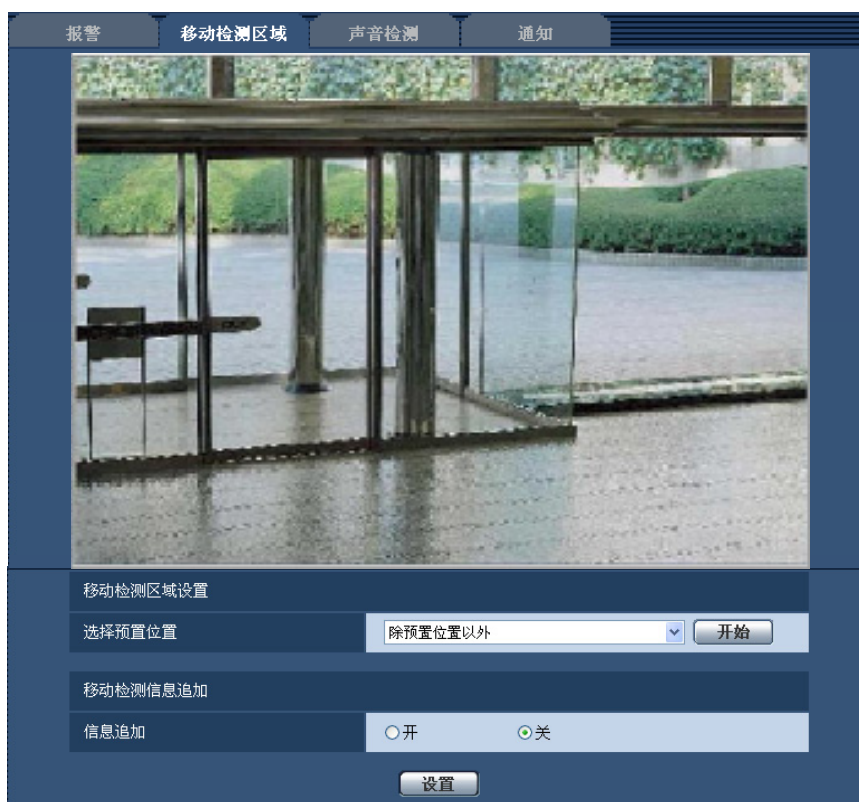 报警 移动检测区域 声音检测 通知
移动检测区域设置
选择预置位置 除预置位置以外 开始
移动检测信息追加
信息追加 开 关
设置